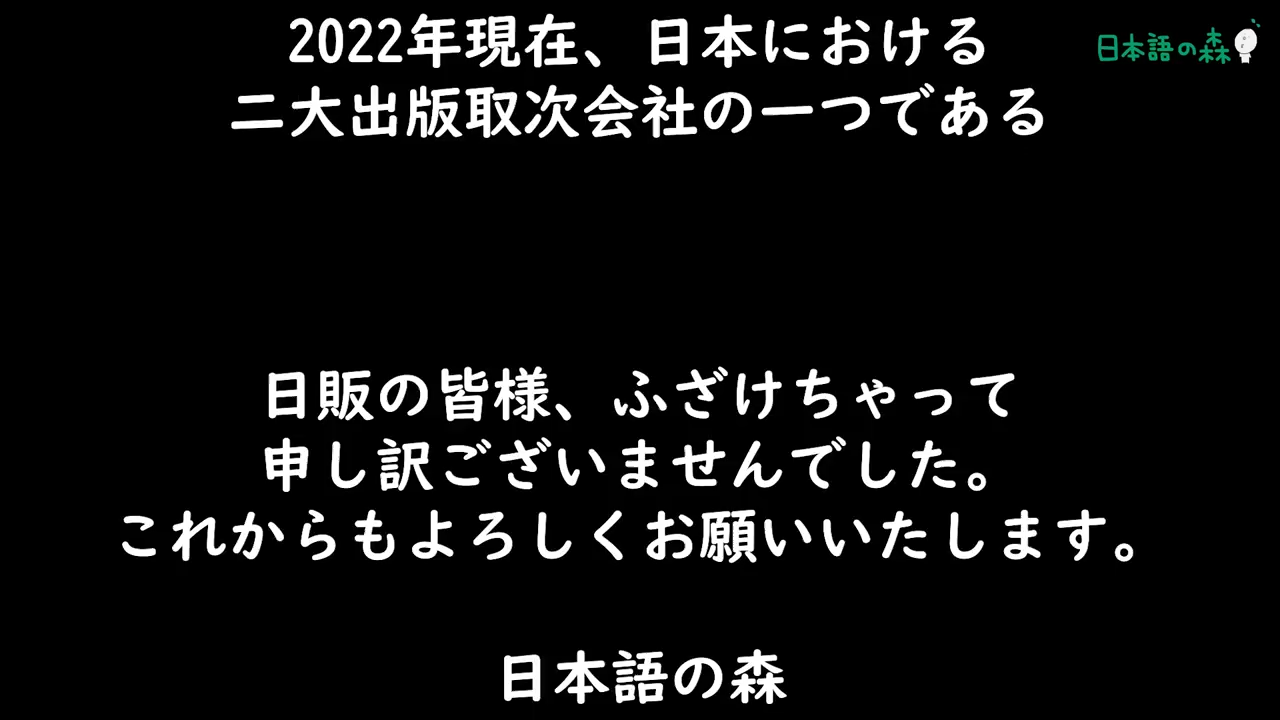 2022年現在、日本における
日本語の森
二大出版取次会社の一つである
日販の皆様、ふざけちゃって
申し訳ございませんでした。
これからもよろしくお願いいたします。
日本語の森